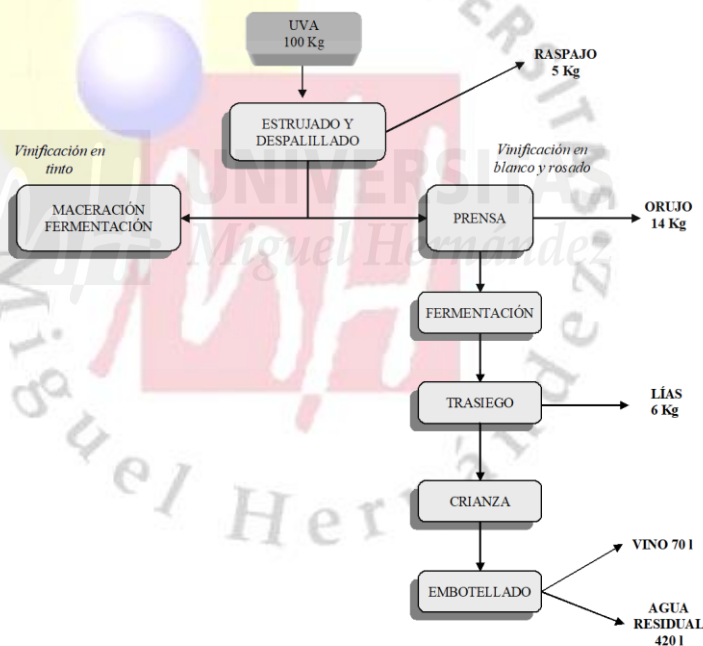 UVA
100 Kg
RASPAJO
5 Kg
ESTRUJADO Y
DESPALILLADO
Vinificación en
tinto
Vinificación en
blanco y rosado
MACERACIÓN
FERMENTACIÓN
PRENSA
ORUJO
14 Kg
FERMENTACIÓN
TRASIEGO
LÍAS
6 Kg
CRIANZA
EMBOTELLADO
VINO 70 l
AGUA
RESIDUAL
420 l
UNIVERSITAS
Miguel Hernández